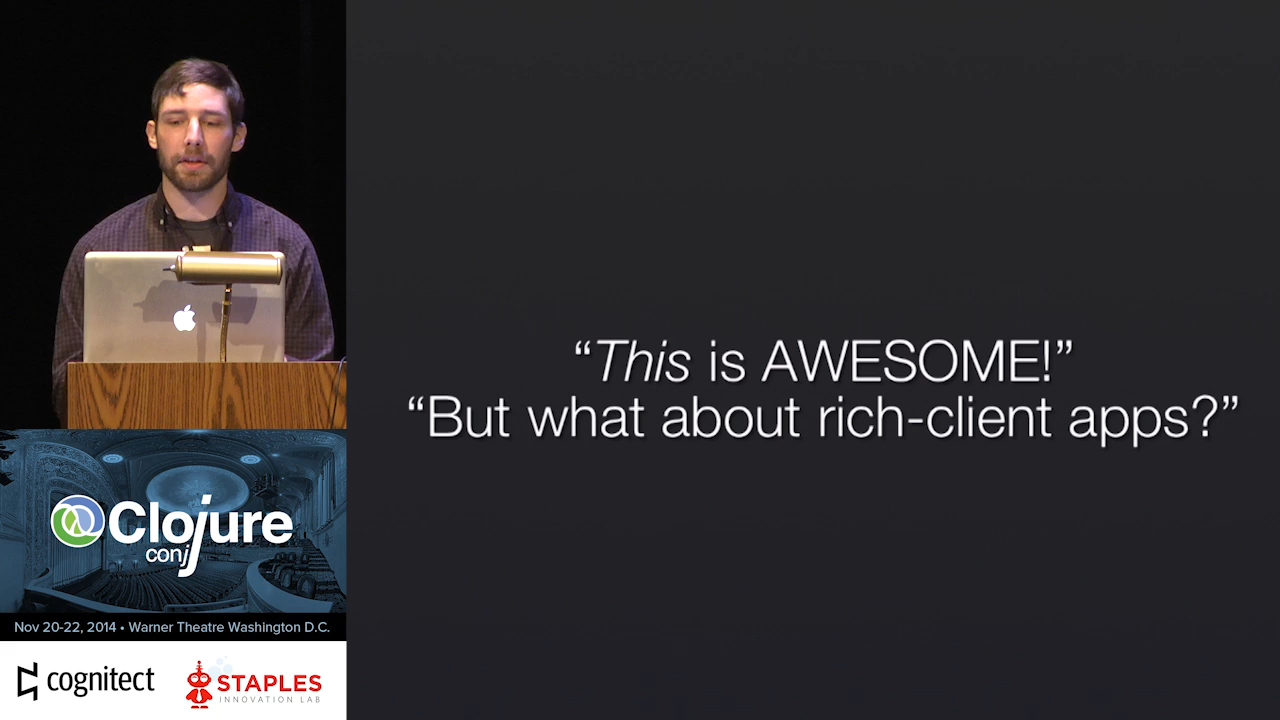 “This is AWESOME!”
“But what about rich-client apps?”
Clojure
conj
Nov 20-22, 2014 • Warner Theatre Washington D.C.
cognitect
STAPLES
INNOVATION LAB